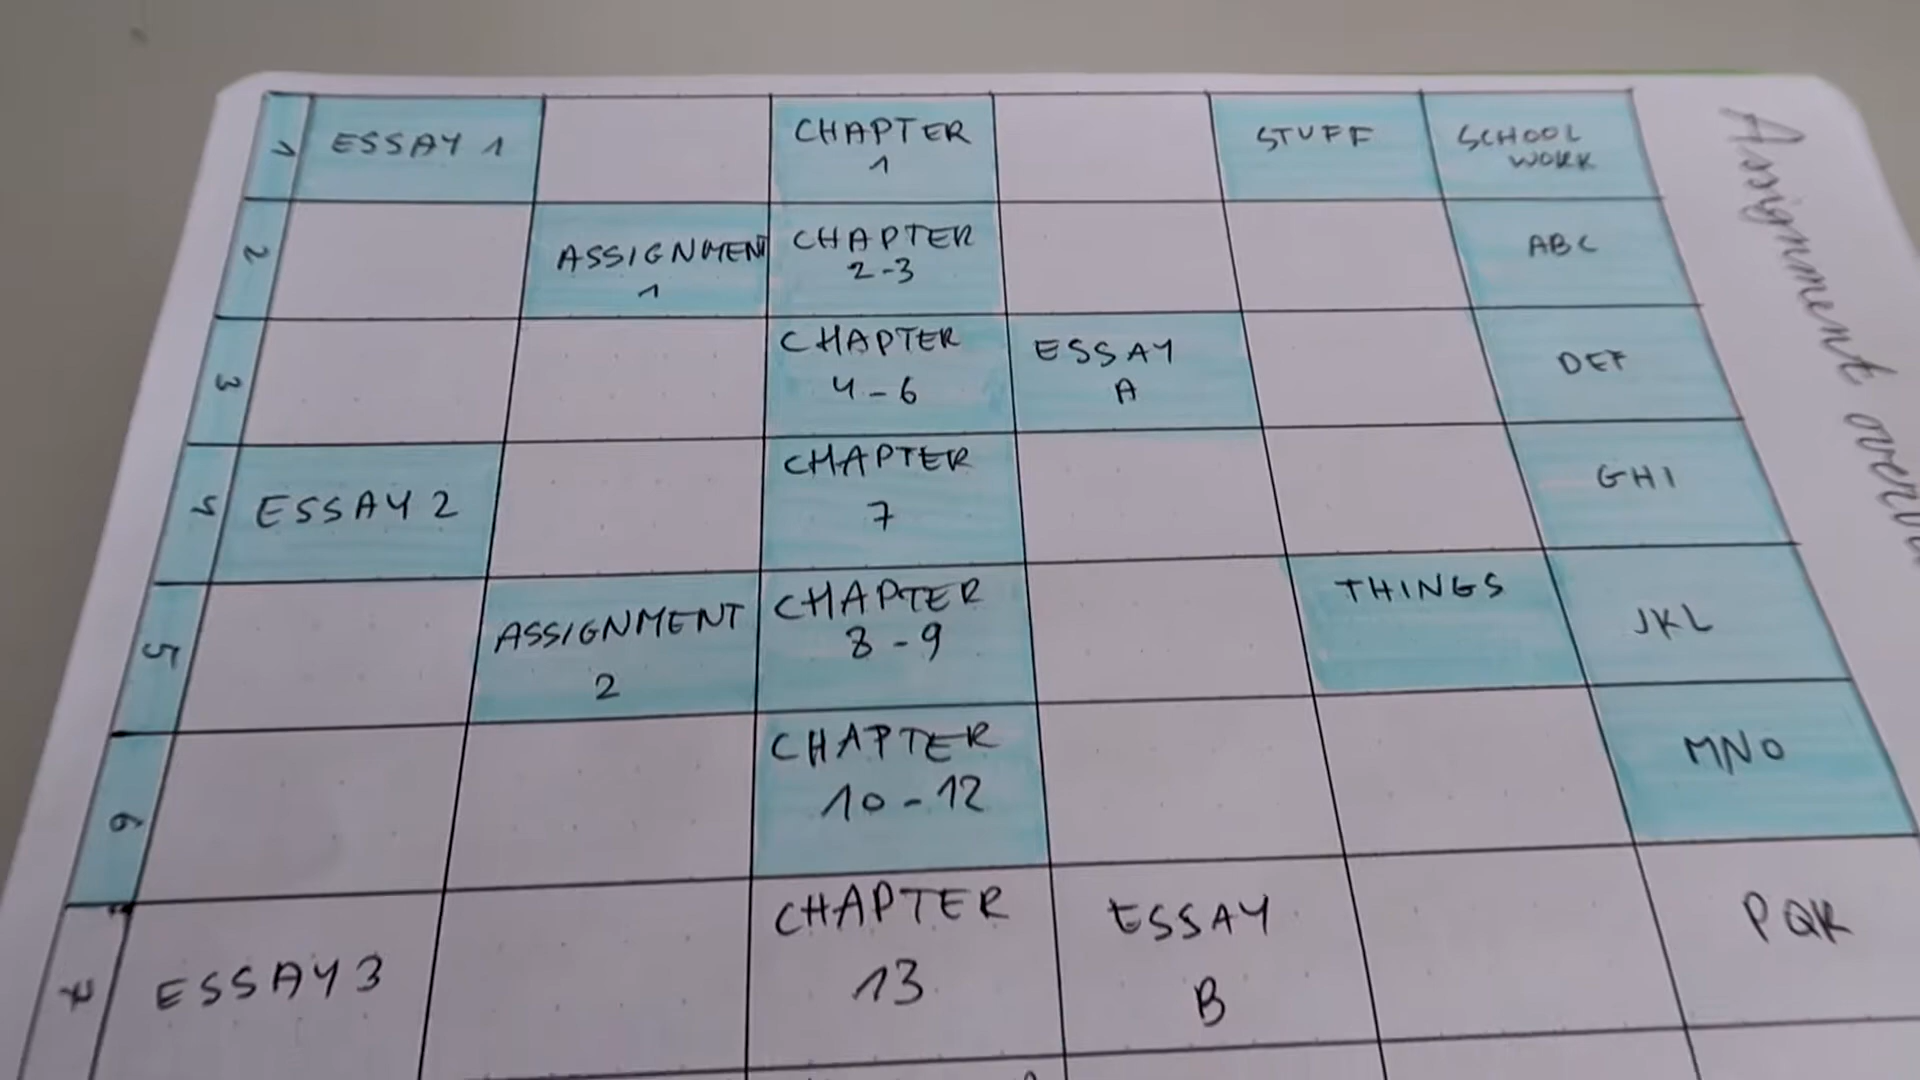 Assignment
1 ESSAY 1 CHAPTER STUFF SCHOOL
1 WORK
2 ASSIGNMENT CHAPTER ABC
1 2-3
3 CHAPTER ESSAY DEF
4-6 A
ESSAY 2 CHAPTER GHI
7
5 ASSIGNMENT CHAPTER THINGS JKL
2 8-9
6 CHAPTER MNO
10-12
7 ESSAY 3 CHAPTER ESSAY PQR
13 B